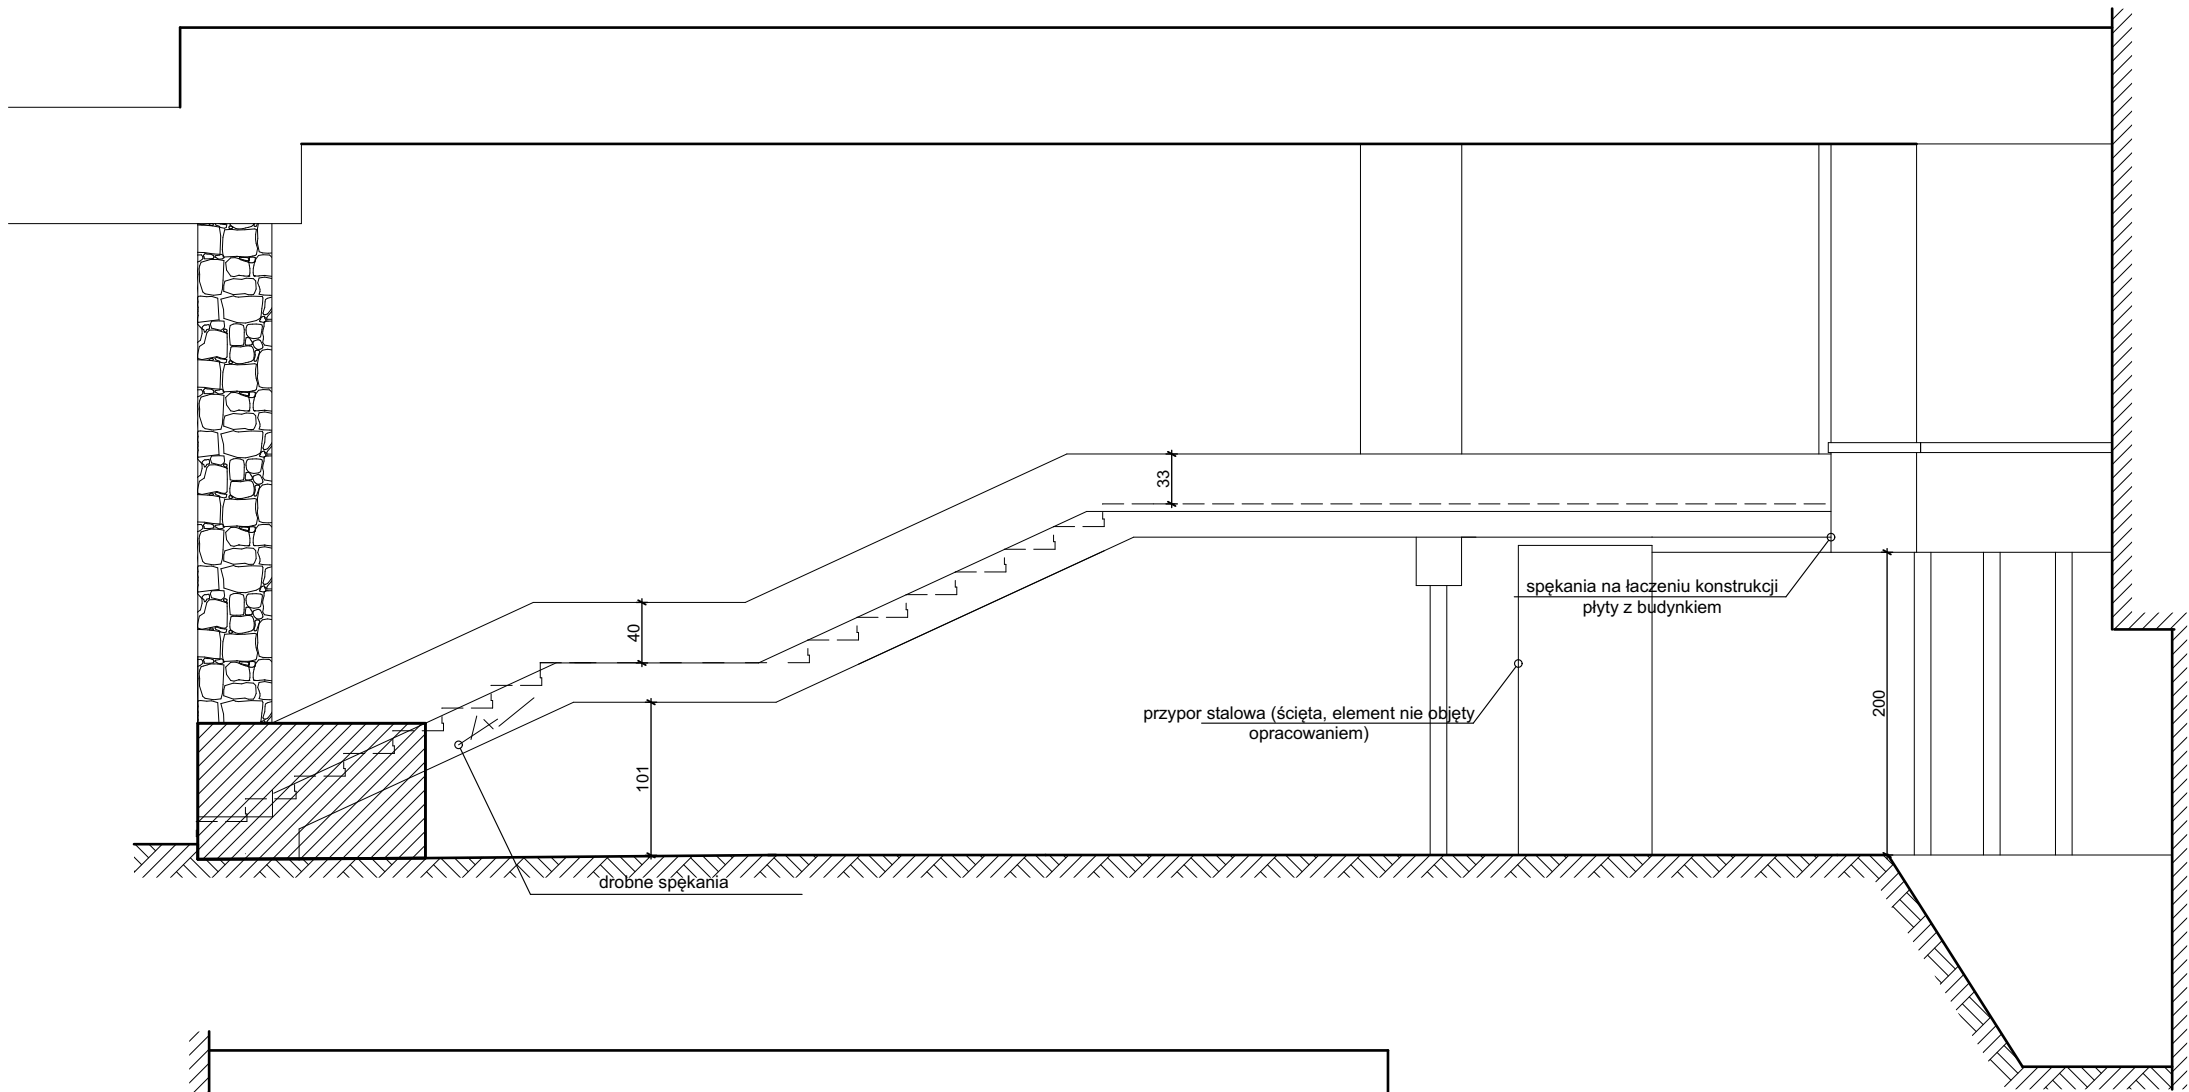 33
40
spękania na łaczeniu konstrukcji
płyty z budynkiem
200
przypor stalowa (ścięta, element nie objęty
opracowaniem)
101
drobne spękania